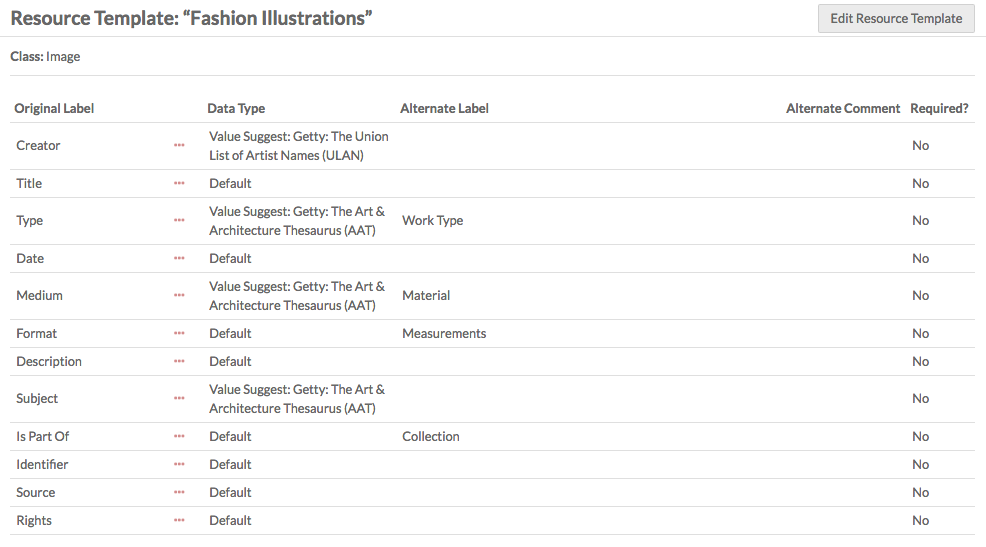 Resource Template: “Fashion Illustrations”
Edit Resource Template
Class: Image
Original Label Data Type Alternate Label Alternate Comment Required?
Creator ••• Value Suggest: Getty: The Union List of Artist Names (ULAN) No
Title ••• Default No
Type ••• Value Suggest: Getty: The Art & Architecture Thesaurus (AAT) Work Type No
Date ••• Default No
Medium ••• Value Suggest: Getty: The Art & Architecture Thesaurus (AAT) Material No
Format ••• Default Measurements No
Description ••• Default No
Subject ••• Value Suggest: Getty: The Art & Architecture Thesaurus (AAT) No
Is Part Of ••• Default Collection No
Identifier ••• Default No
Source ••• Default No
Rights ••• Default No